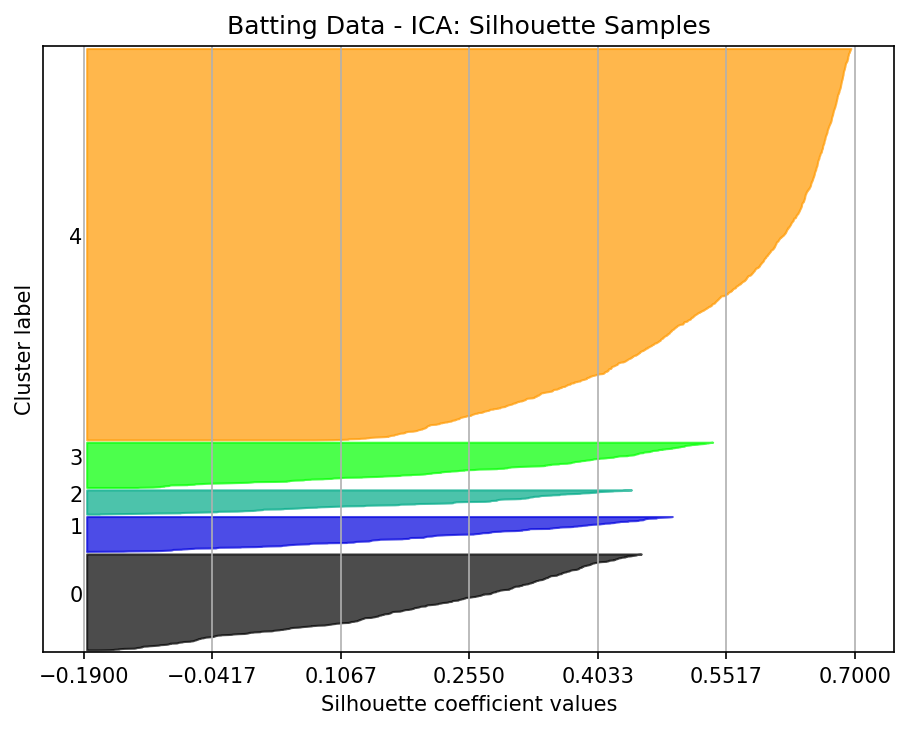 Batting Data - ICA: Silhouette Samples
Cluster label
4
3
2
1
0
−0.1900 −0.0417 0.1067 0.2550 0.4033 0.5517 0.7000
Silhouette coefficient values